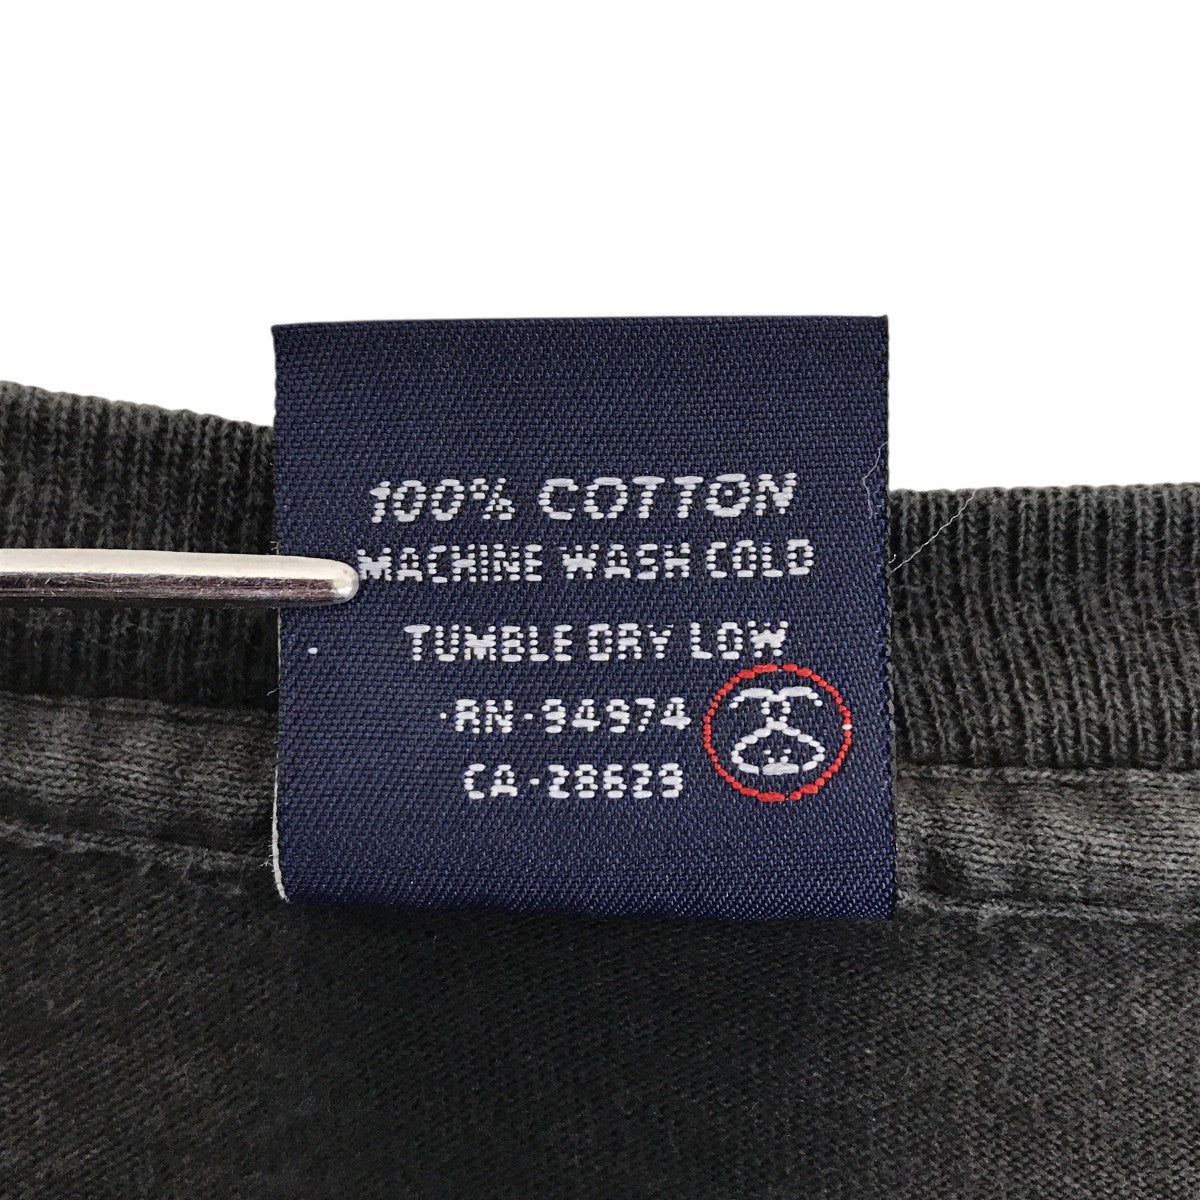 100% COTTON
MACHINE WASH COLD
TUMBLE DRY LOW
·RN·94974
CA·28629